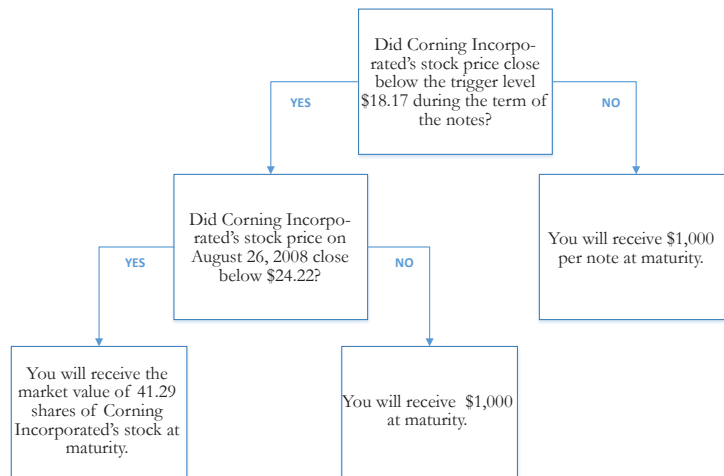 Did Corning Incorpo-
rated's stock price close
below the trigger level
$18.17 during the term of
the notes?
YES
NO
Did Corning Incorpo-
rated's stock price on
August 26, 2008 close
below $24.22?
You will receive $1,000
per note at maturity.
YES
NO
You will receive the
market value of 41.29
shares of Corning
Incorporated's stock at
maturity.
You will receive $1,000
at maturity.